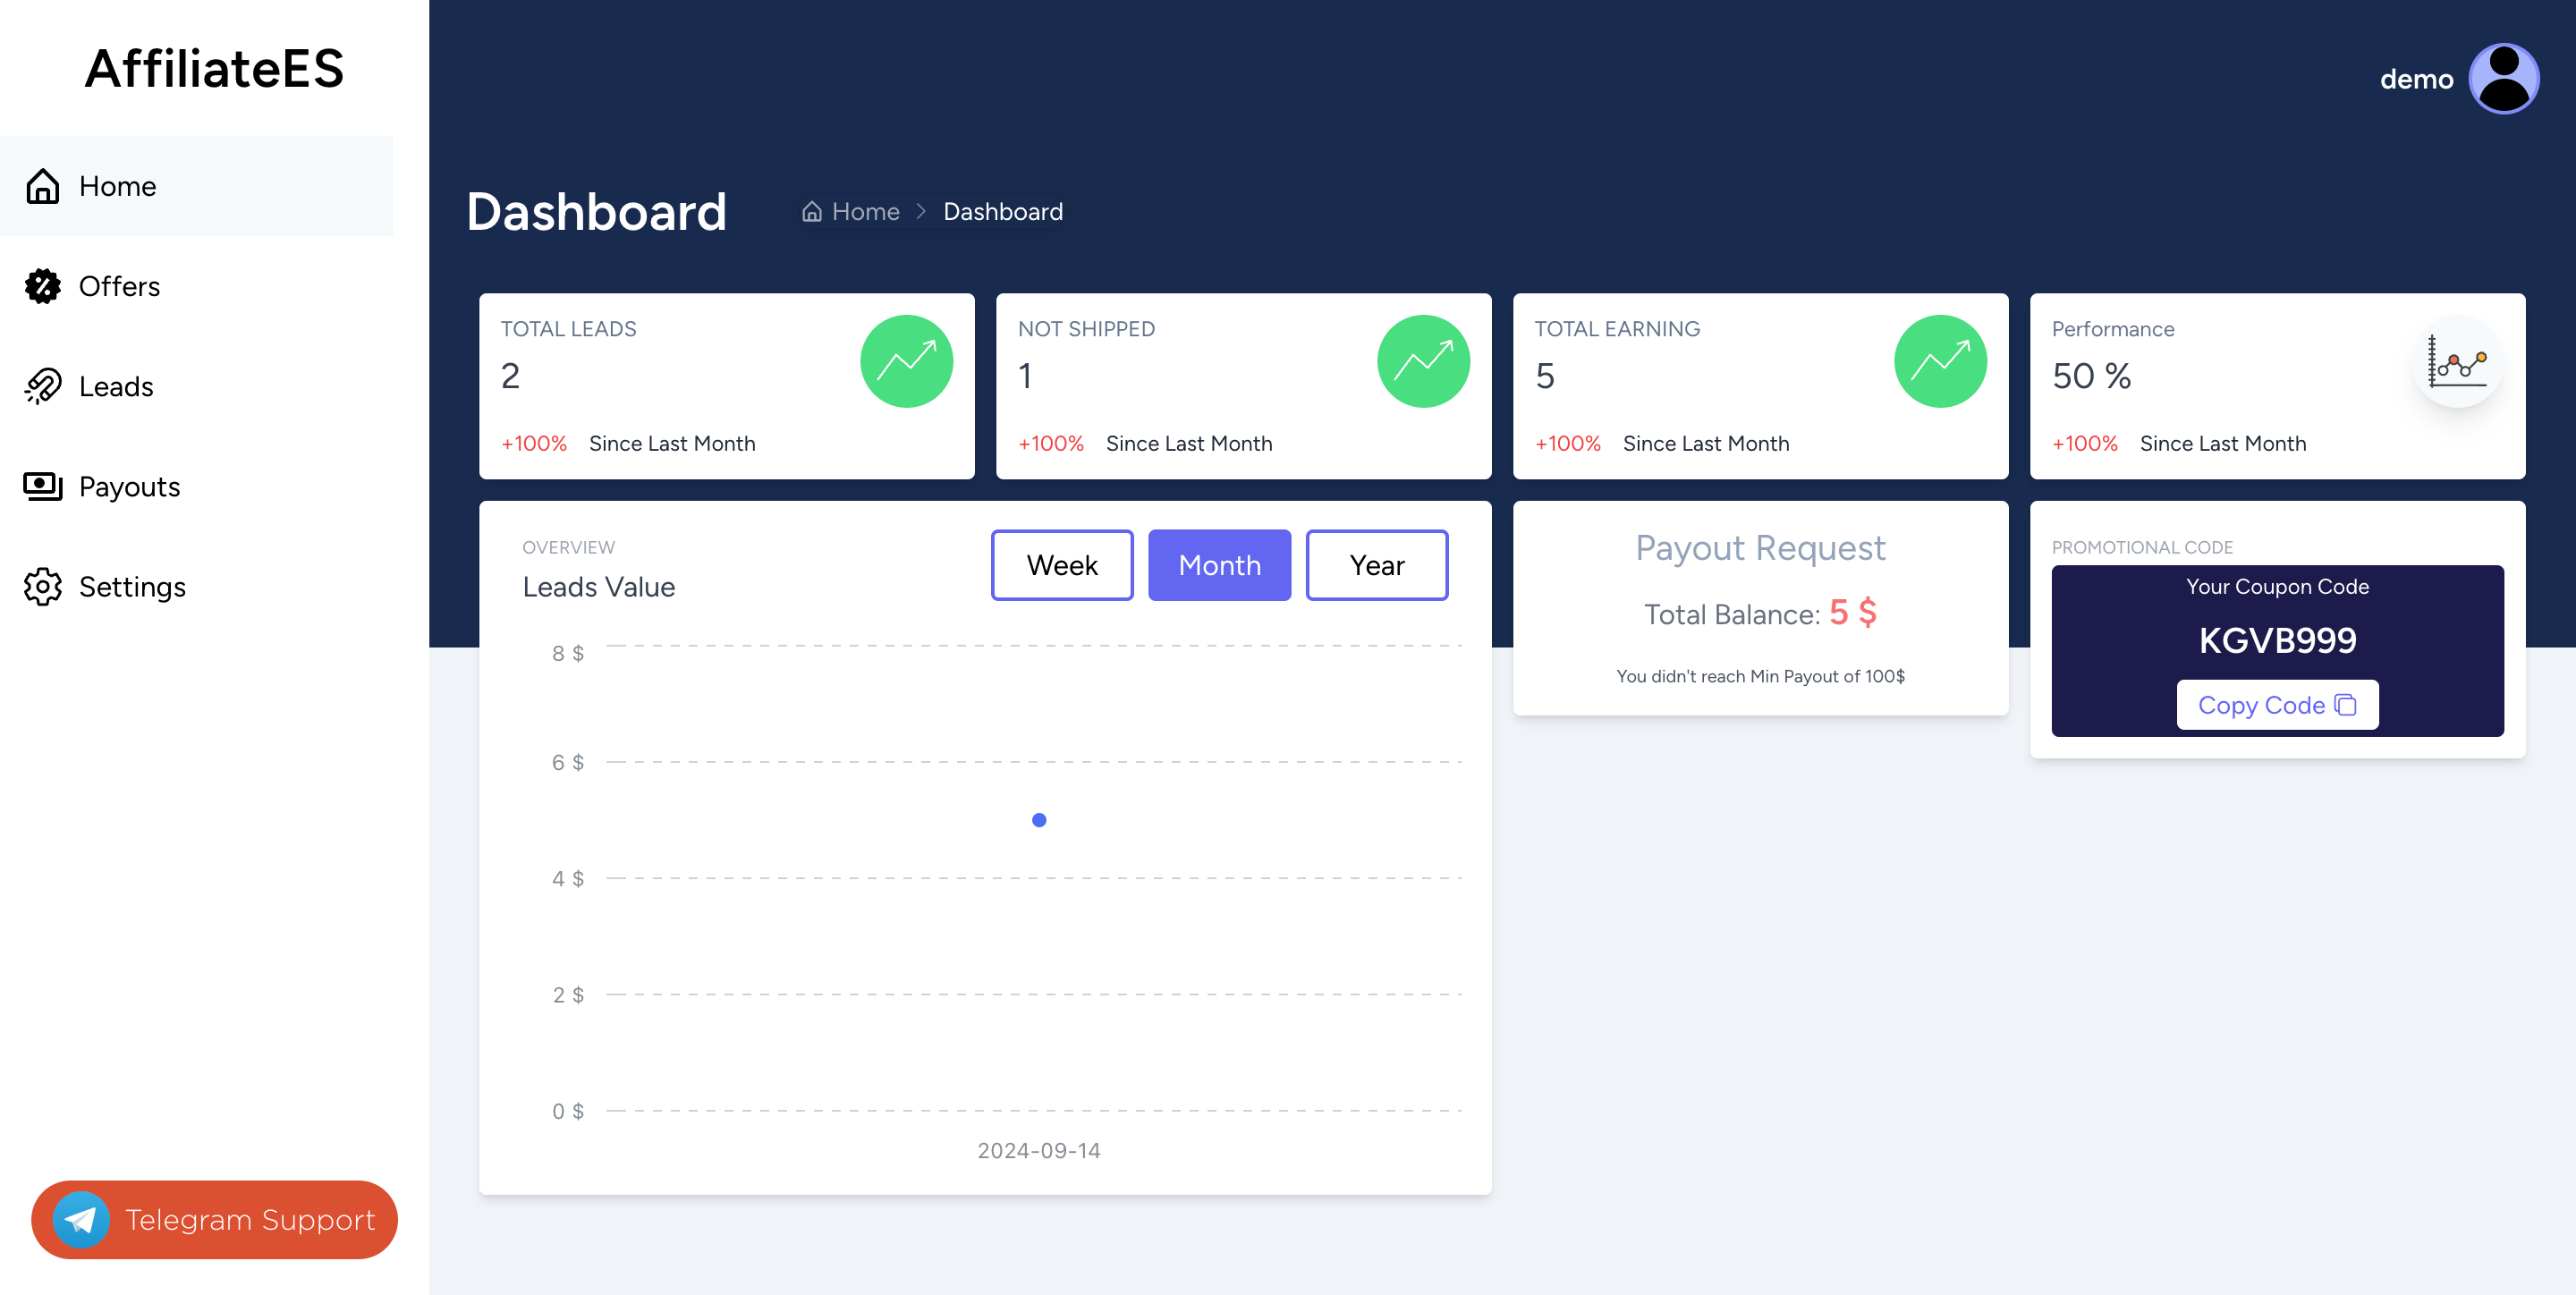 AffiliateES
Home
Offers
Leads
Payouts
Settings
Telegram Support
demo
Dashboard
Home > Dashboard
TOTAL LEADS
2
+100% Since Last Month
NOT SHIPPED
1
+100% Since Last Month
TOTAL EARNING
5
+100% Since Last Month
Performance
50 %
+100% Since Last Month
OVERVIEW
Leads Value
Week Month Year
8 $
6 $
4 $
2 $
0 $
2024-09-14
Payout Request
Total Balance: 5 $
You didn't reach Min Payout of 100$
PROMOTIONAL CODE
Your Coupon Code
KGVB999
Copy Code